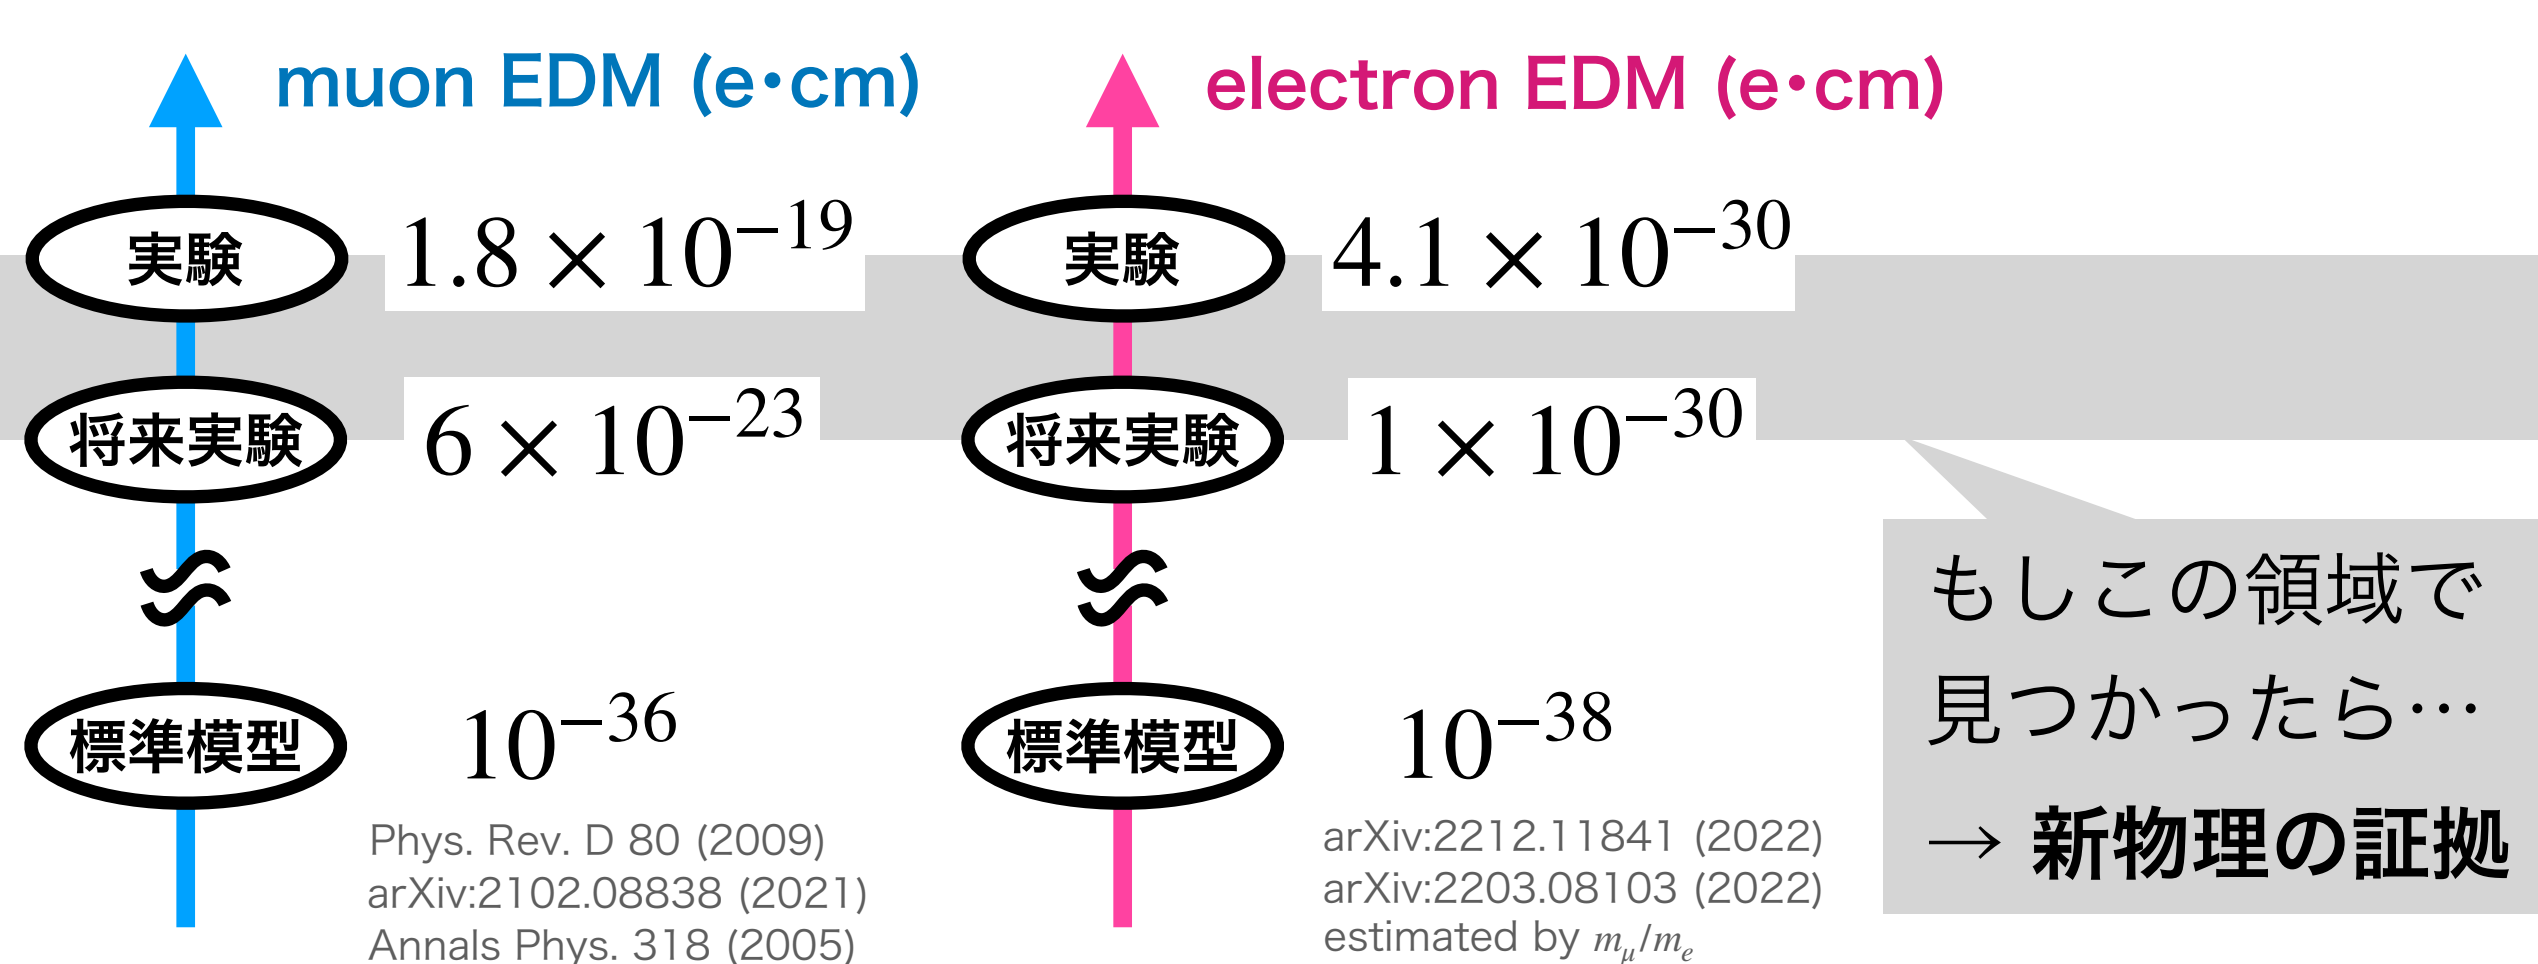 muon EDM (e・cm)
実験
1.8 × 10⁻¹⁹
将来実験
6 × 10⁻²³
標準模型
10⁻³⁶
Phys. Rev. D 80 (2009)
arXiv:2102.08838 (2021)
Annals Phys. 318 (2005)
electron EDM (e・cm)
実験
4.1 × 10⁻³⁰
将来実験
1 × 10⁻³⁰
標準模型
10⁻³⁸
arXiv:2212.11841 (2022)
arXiv:2203.08103 (2022)
estimated by mμ/mₑ
もしこの領域で
見つかったら…
→ 新物理の証拠